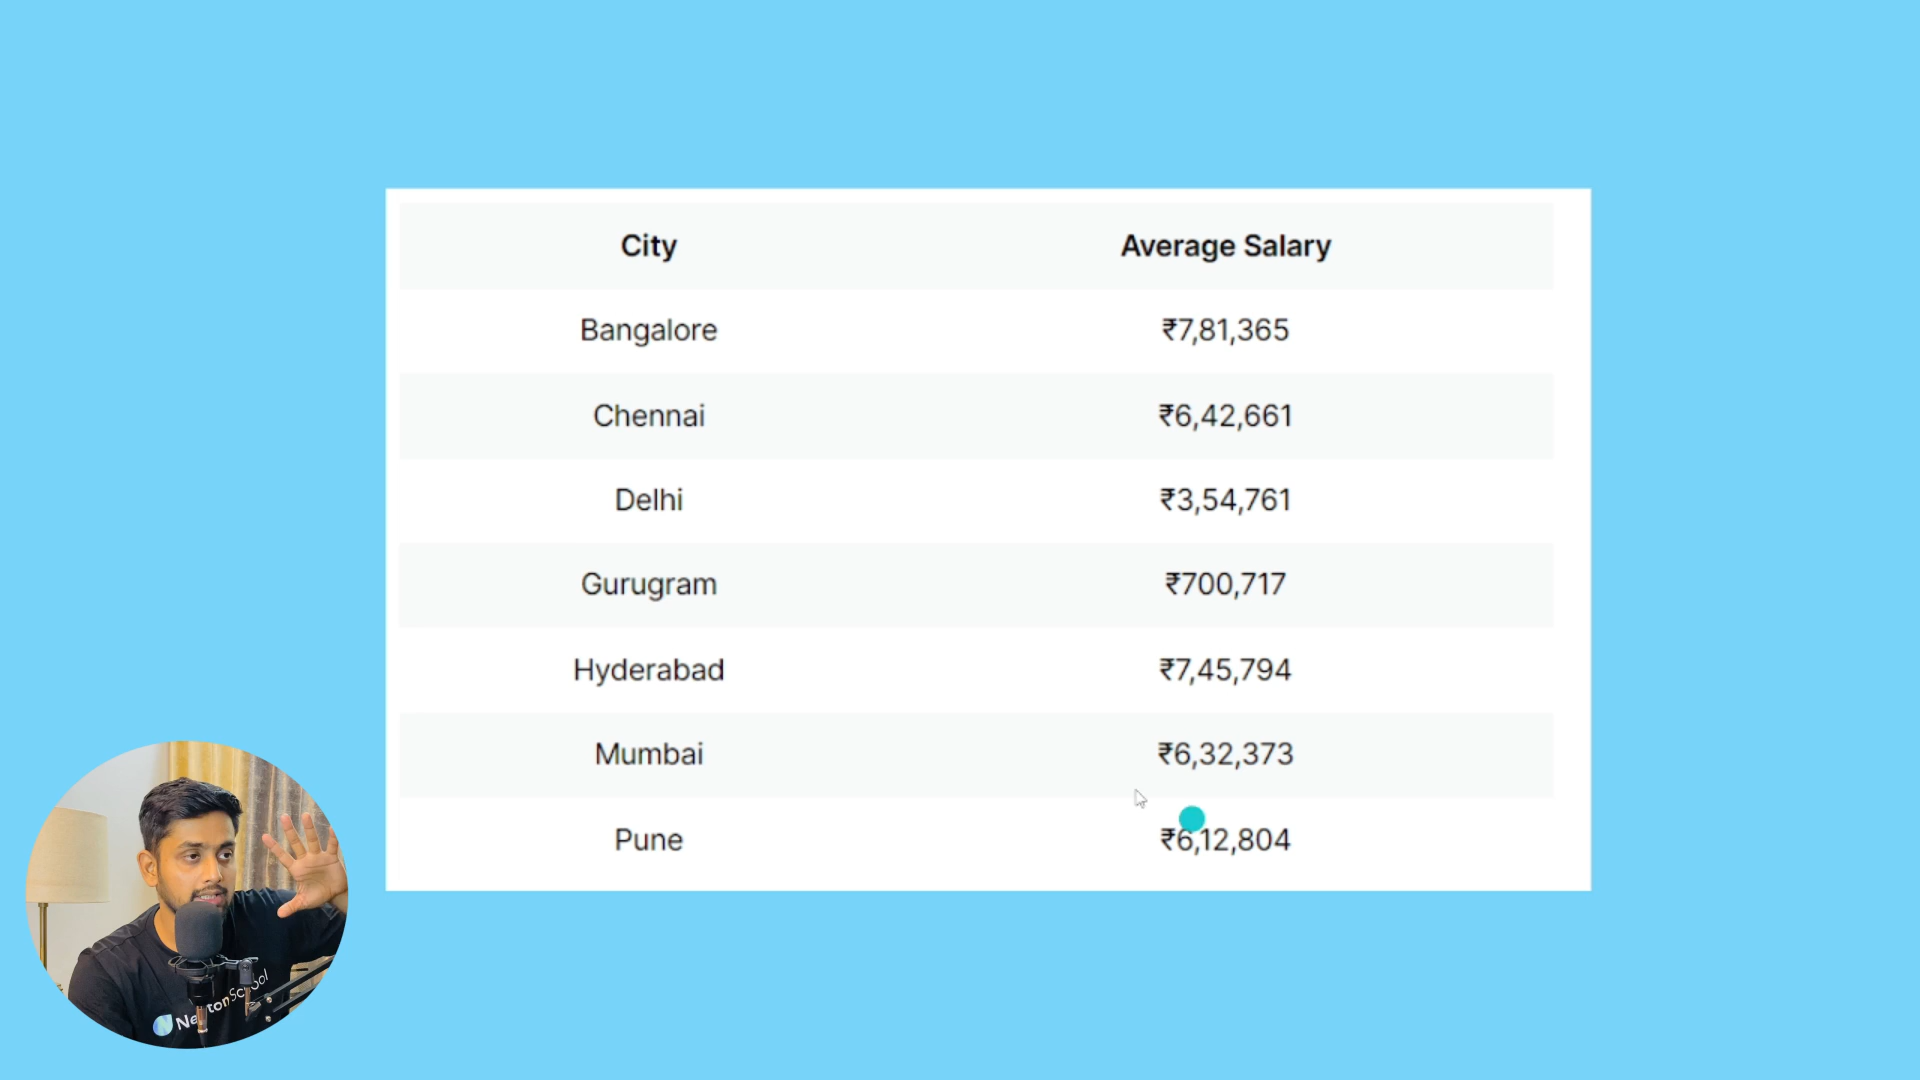 City Average Salary
Bangalore ₹7,81,365
Chennai ₹6,42,661
Delhi ₹3,54,761
Gurugram ₹700,717
Hyderabad ₹7,45,794
Mumbai ₹6,32,373
Pune ₹6,12,804